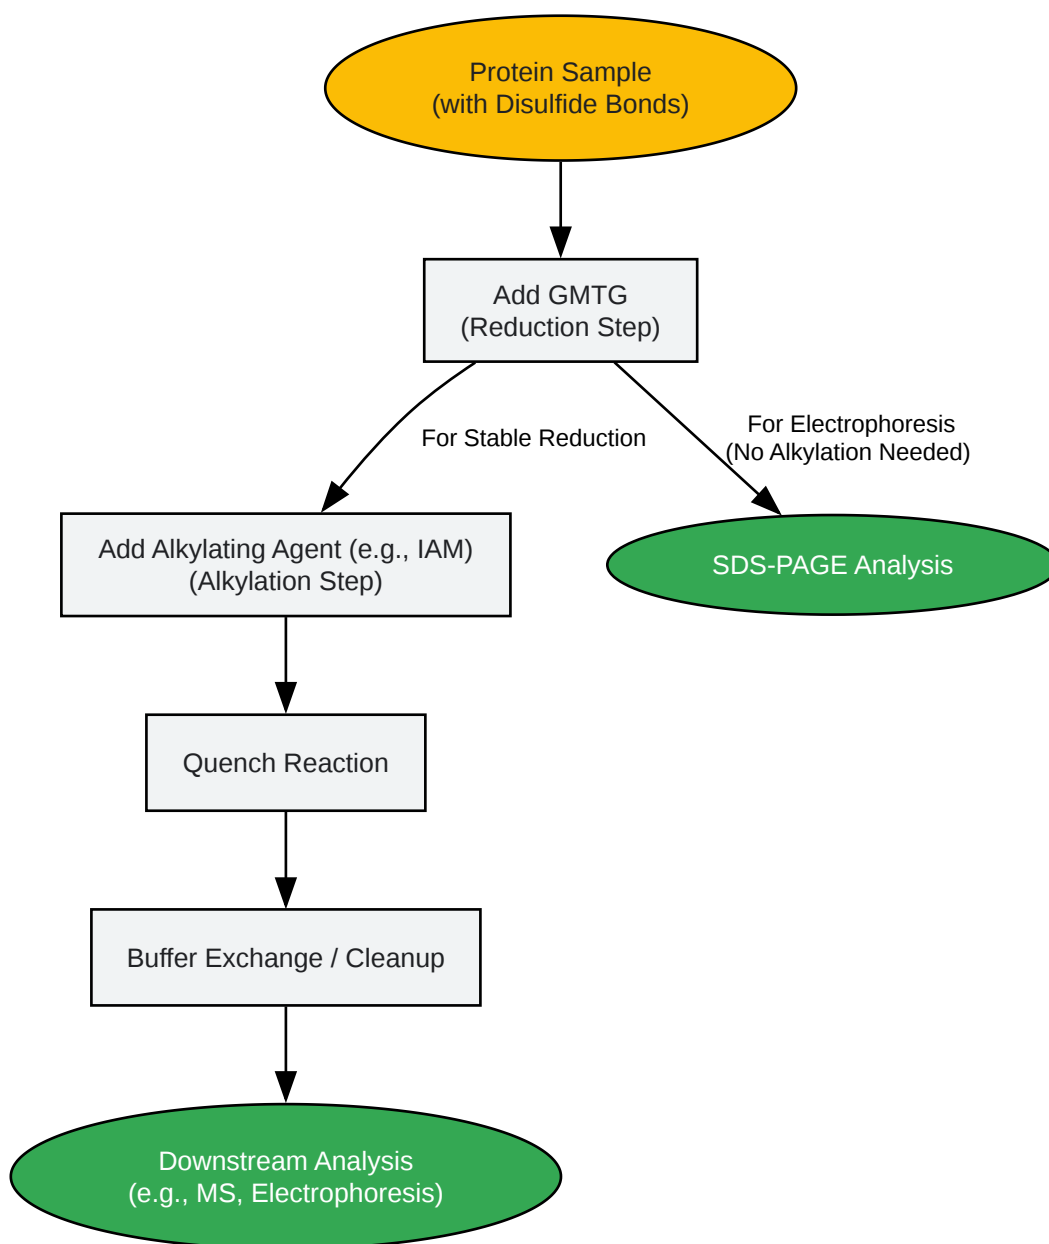 Protein Sample
(with Disulfide Bonds)
Add GMTG
(Reduction Step)
For Stable Reduction
For Electrophoresis
(No Alkylation Needed)
Add Alkylating Agent (e.g., IAM)
(Alkylation Step)
SDS-PAGE Analysis
Quench Reaction
Buffer Exchange / Cleanup
Downstream Analysis
(e.g., MS, Electrophoresis)